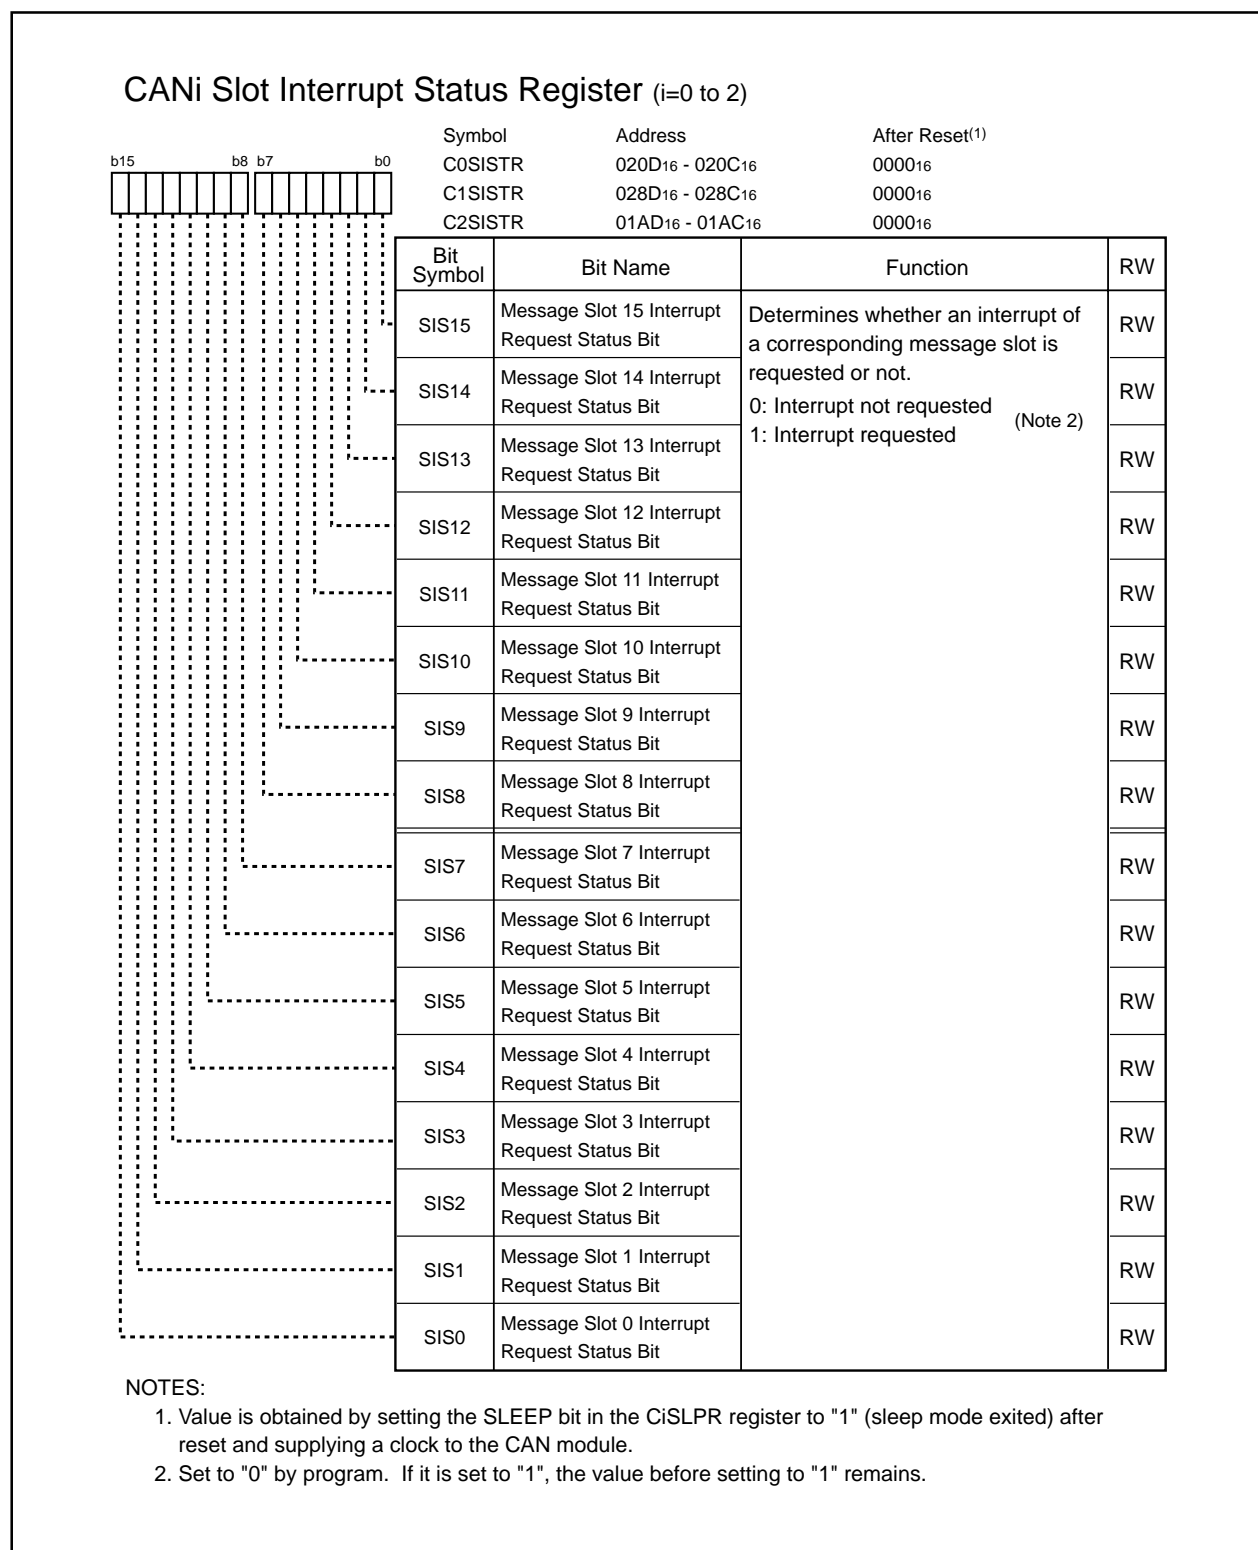 CANi Slot Interrupt Status Register (i=0 to 2)
Symbol Address After Reset(1)
b15 b8 b7 b0 C0SISTR 020D16 - 020C16 000016
C1SISTR 028D16 - 028C16 000016
C2SISTR 01AD16 - 01AC16 000016
Bit Symbol Bit Name Function RW
SIS15 Message Slot 15 Interrupt Request Status Bit RW
Determines whether an interrupt of
a corresponding message slot is
requested or not.
0: Interrupt not requested
1: Interrupt requested
(Note 2)
SIS14 Message Slot 14 Interrupt Request Status Bit RW
SIS13 Message Slot 13 Interrupt Request Status Bit RW
SIS12 Message Slot 12 Interrupt Request Status Bit RW
SIS11 Message Slot 11 Interrupt Request Status Bit RW
SIS10 Message Slot 10 Interrupt Request Status Bit RW
SIS9 Message Slot 9 Interrupt Request Status Bit RW
SIS8 Message Slot 8 Interrupt Request Status Bit RW
SIS7 Message Slot 7 Interrupt Request Status Bit RW
SIS6 Message Slot 6 Interrupt Request Status Bit RW
SIS5 Message Slot 5 Interrupt Request Status Bit RW
SIS4 Message Slot 4 Interrupt Request Status Bit RW
SIS3 Message Slot 3 Interrupt Request Status Bit RW
SIS2 Message Slot 2 Interrupt Request Status Bit RW
SIS1 Message Slot 1 Interrupt Request Status Bit RW
SIS0 Message Slot 0 Interrupt Request Status Bit RW
NOTES:
1. Value is obtained by setting the SLEEP bit in the CiSLPR register to "1" (sleep mode exited) after
reset and supplying a clock to the CAN module.
2. Set to "0" by program. If it is set to "1", the value before setting to "1" remains.